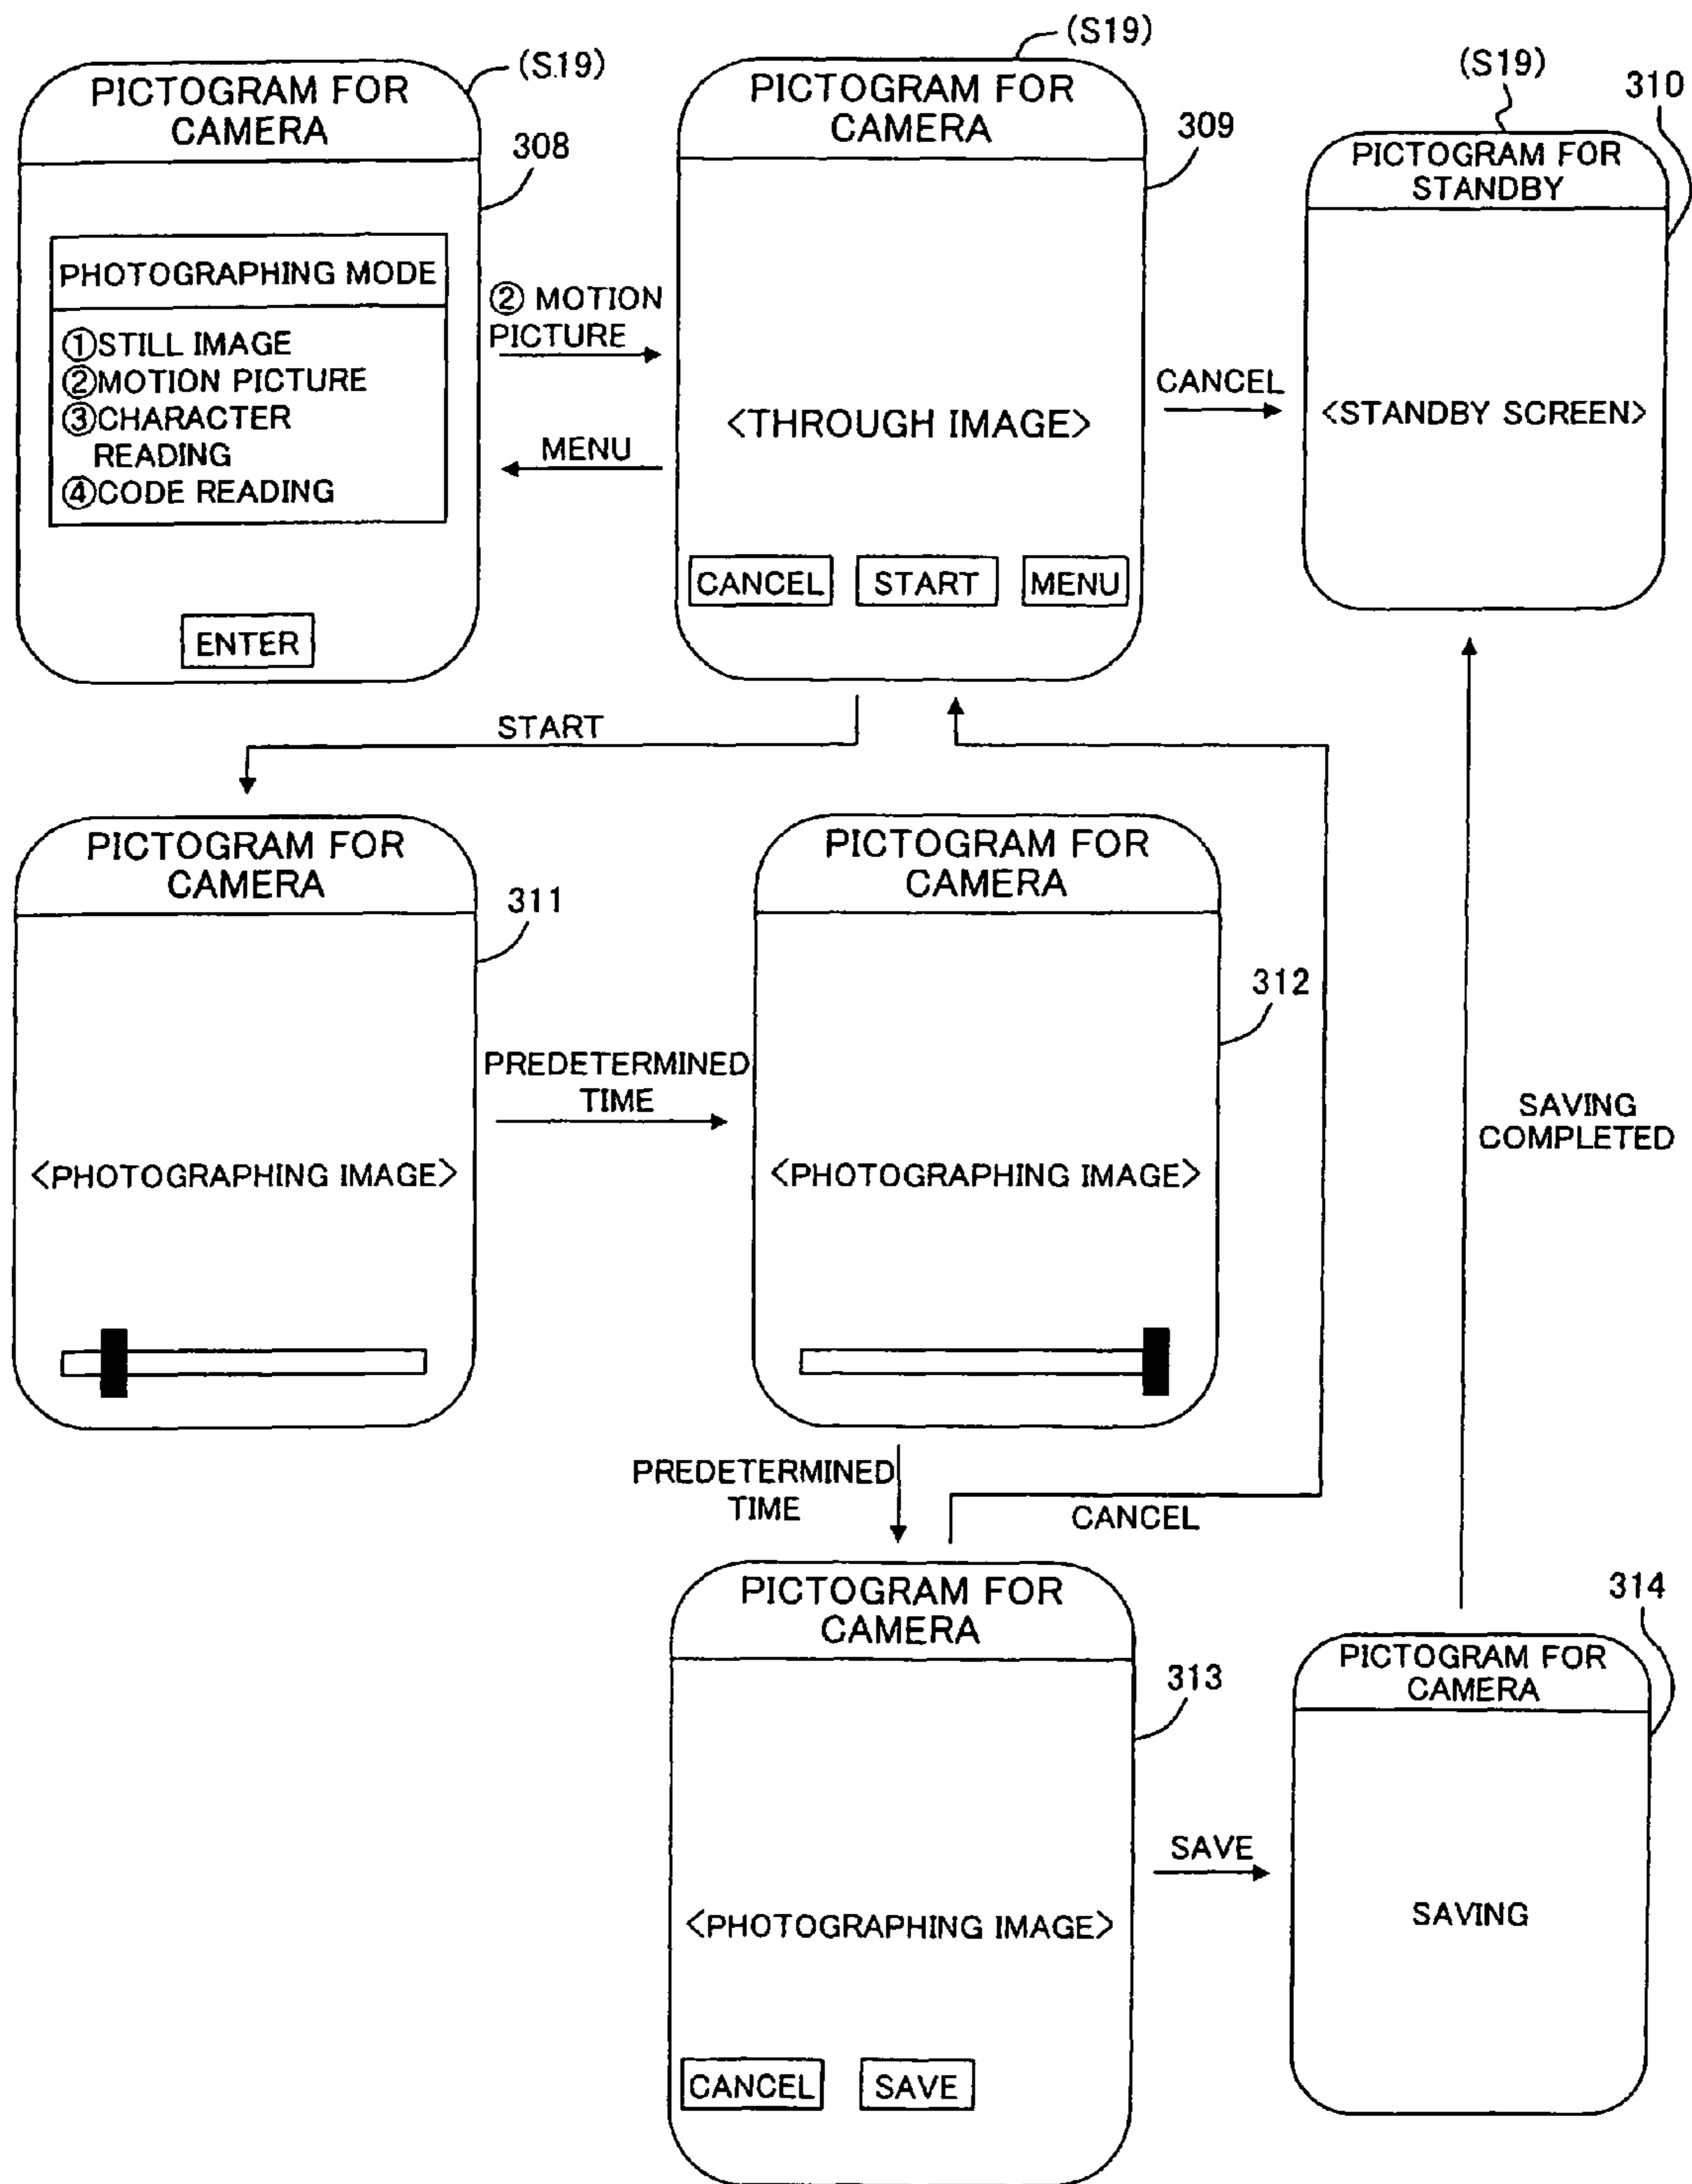 (S19)
PICTOGRAM FOR
CAMERA
308
PHOTOGRAPHING MODE
①STILL IMAGE
②MOTION PICTURE
③CHARACTER
READING
④CODE READING
ENTER
② MOTION
PICTURE
MENU
(S19)
PICTOGRAM FOR
CAMERA
309
<THROUGH IMAGE>
CANCEL
START
MENU
CANCEL
(S19)
310
PICTOGRAM FOR
STANDBY
<STANDBY SCREEN>
START
PICTOGRAM FOR
CAMERA
311
<PHOTOGRAPHING IMAGE>
PREDETERMINED
TIME
PICTOGRAM FOR
CAMERA
312
<PHOTOGRAPHING IMAGE>
SAVING
COMPLETED
PREDETERMINED
TIME
CANCEL
PICTOGRAM FOR
CAMERA
313
<PHOTOGRAPHING IMAGE>
CANCEL
SAVE
SAVE
314
PICTOGRAM FOR
CAMERA
SAVING